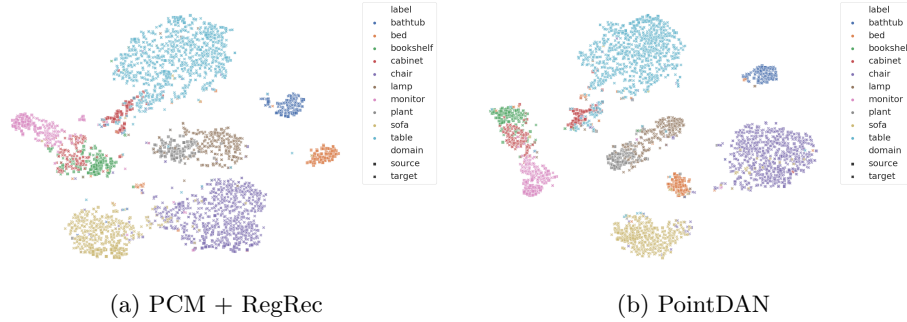 label
bathtub
bed
bookshelf
cabinet
chair
lamp
monitor
plant
sofa
table
domain
source
target
label
bathtub
bed
bookshelf
cabinet
chair
lamp
monitor
plant
sofa
table
domain
source
target
(a) PCM + RegRec
(b) PointDAN